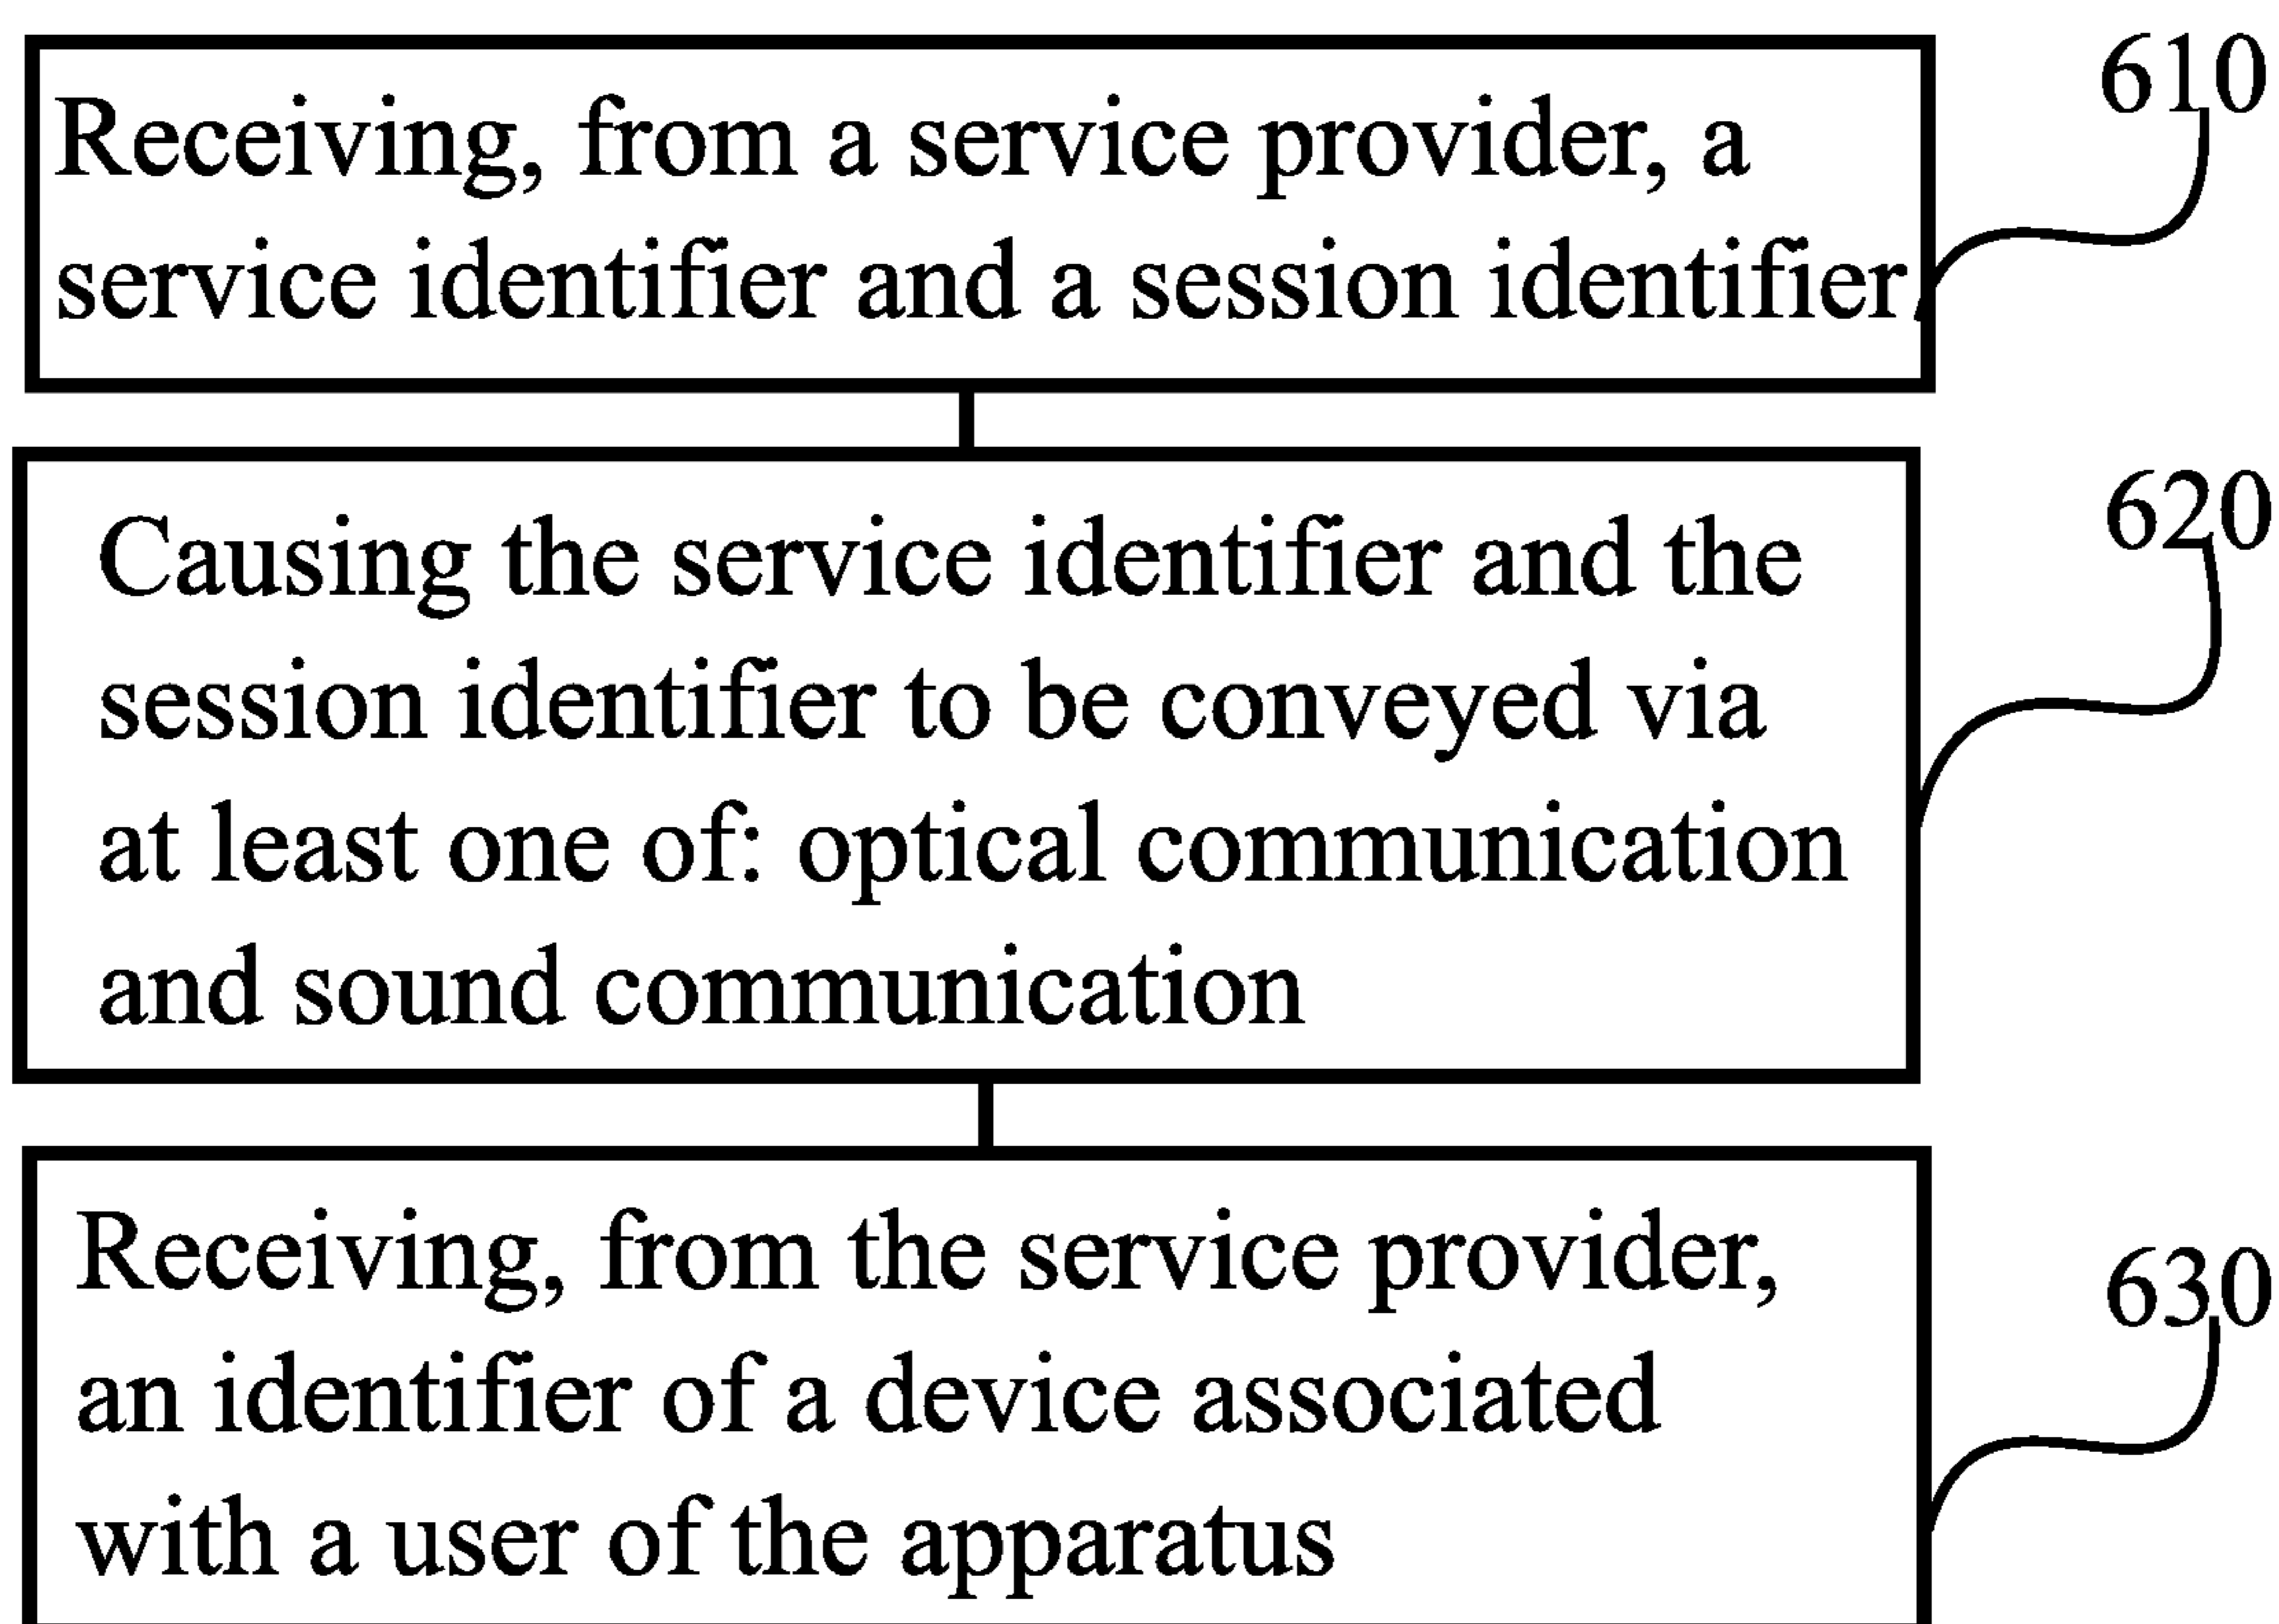 610
Receiving, from a service provider, a
service identifier and a session identifier
620
Causing the service identifier and the
session identifier to be conveyed via
at least one of: optical communication
and sound communication
630
Receiving, from the service provider,
an identifier of a device associated
with a user of the apparatus